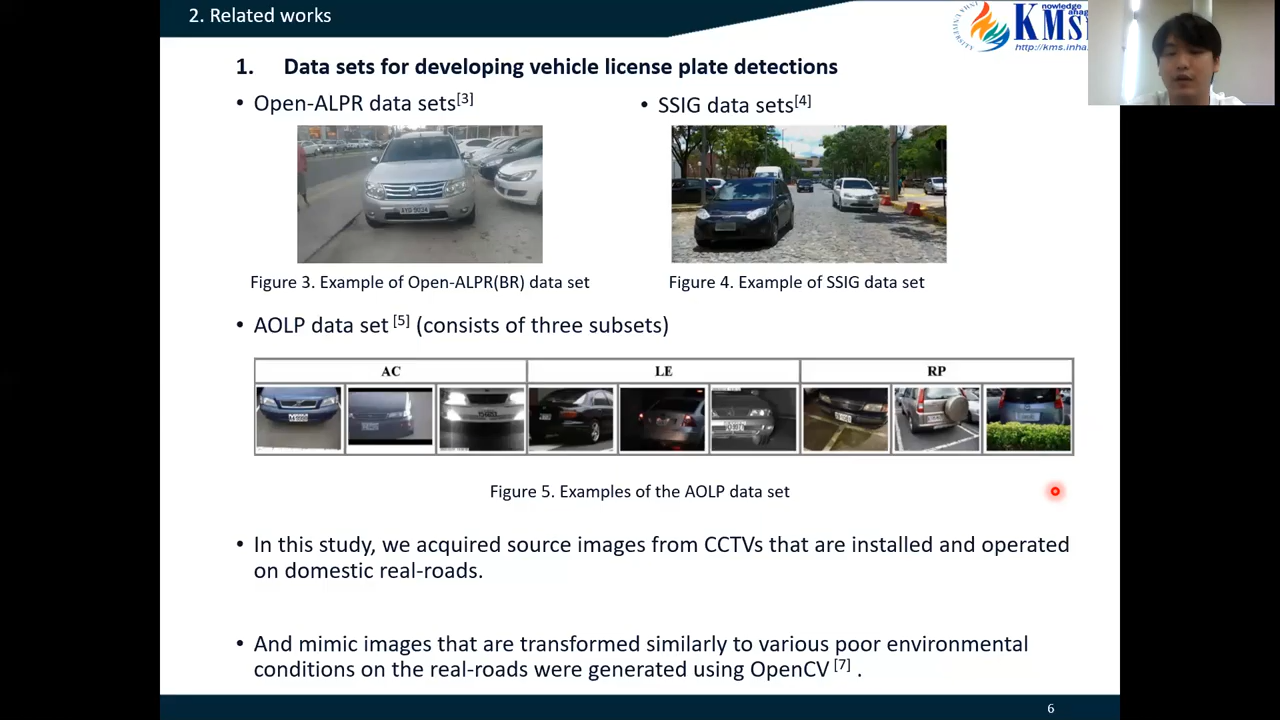 2. Related works
nowledge
KMS
UNIVERSITY
http://kms.inha.
1. Data sets for developing vehicle license plate detections
• Open-ALPR data sets[3]
• SSIG data sets[4]
Figure 3. Example of Open-ALPR(BR) data set
Figure 4. Example of SSIG data set
• AOLP data set [5] (consists of three subsets)
AC LE RP
Figure 5. Examples of the AOLP data set
• In this study, we acquired source images from CCTVs that are installed and operated
on domestic real-roads.
• And mimic images that are transformed similarly to various poor environmental
conditions on the real-roads were generated using OpenCV [7] .
6